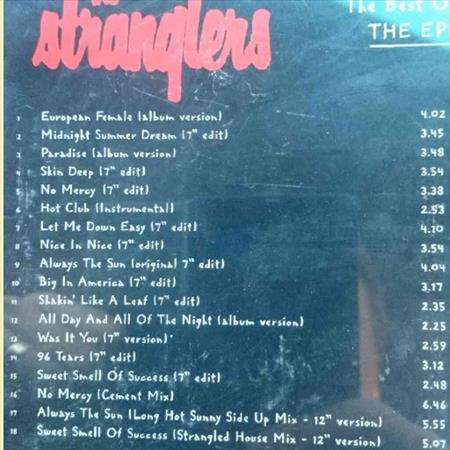 The Best O
stranglers
THE EP
1 European Female (album version) 4.02
2 Midnight Summer Dream (7" edit) 3.45
3 Paradise (album version) 3.48
4 Skin Deep (7" edit) 3.54
5 No Mercy (7" edit) 3.38
6 Hot Club (Instrumental) 2.53
7 Let Me Down Easy (7" edit) 4.10
8 Nice In Nice (7" edit) 3.54
9 Always The Sun (original 7" edit) 4.04
10 Big In America (7" edit) 3.17
11 Shakin' Like A Leaf (7" edit) 2.35
12 All Day And All Of The Night (album version) 2.25
13 Was It You (7" version) 2.59
14 96 Tears (7" edit) 3.12
15 Sweet Smell Of Success (7" edit) 2.48
16 No Mercy (Cement Mix) 6.46
17 Always The Sun (Long Hot Sunny Side Up Mix - 12" version) 5.55
18 Sweet Smell Of Success (Strangled House Mix - 12" version) 5.07